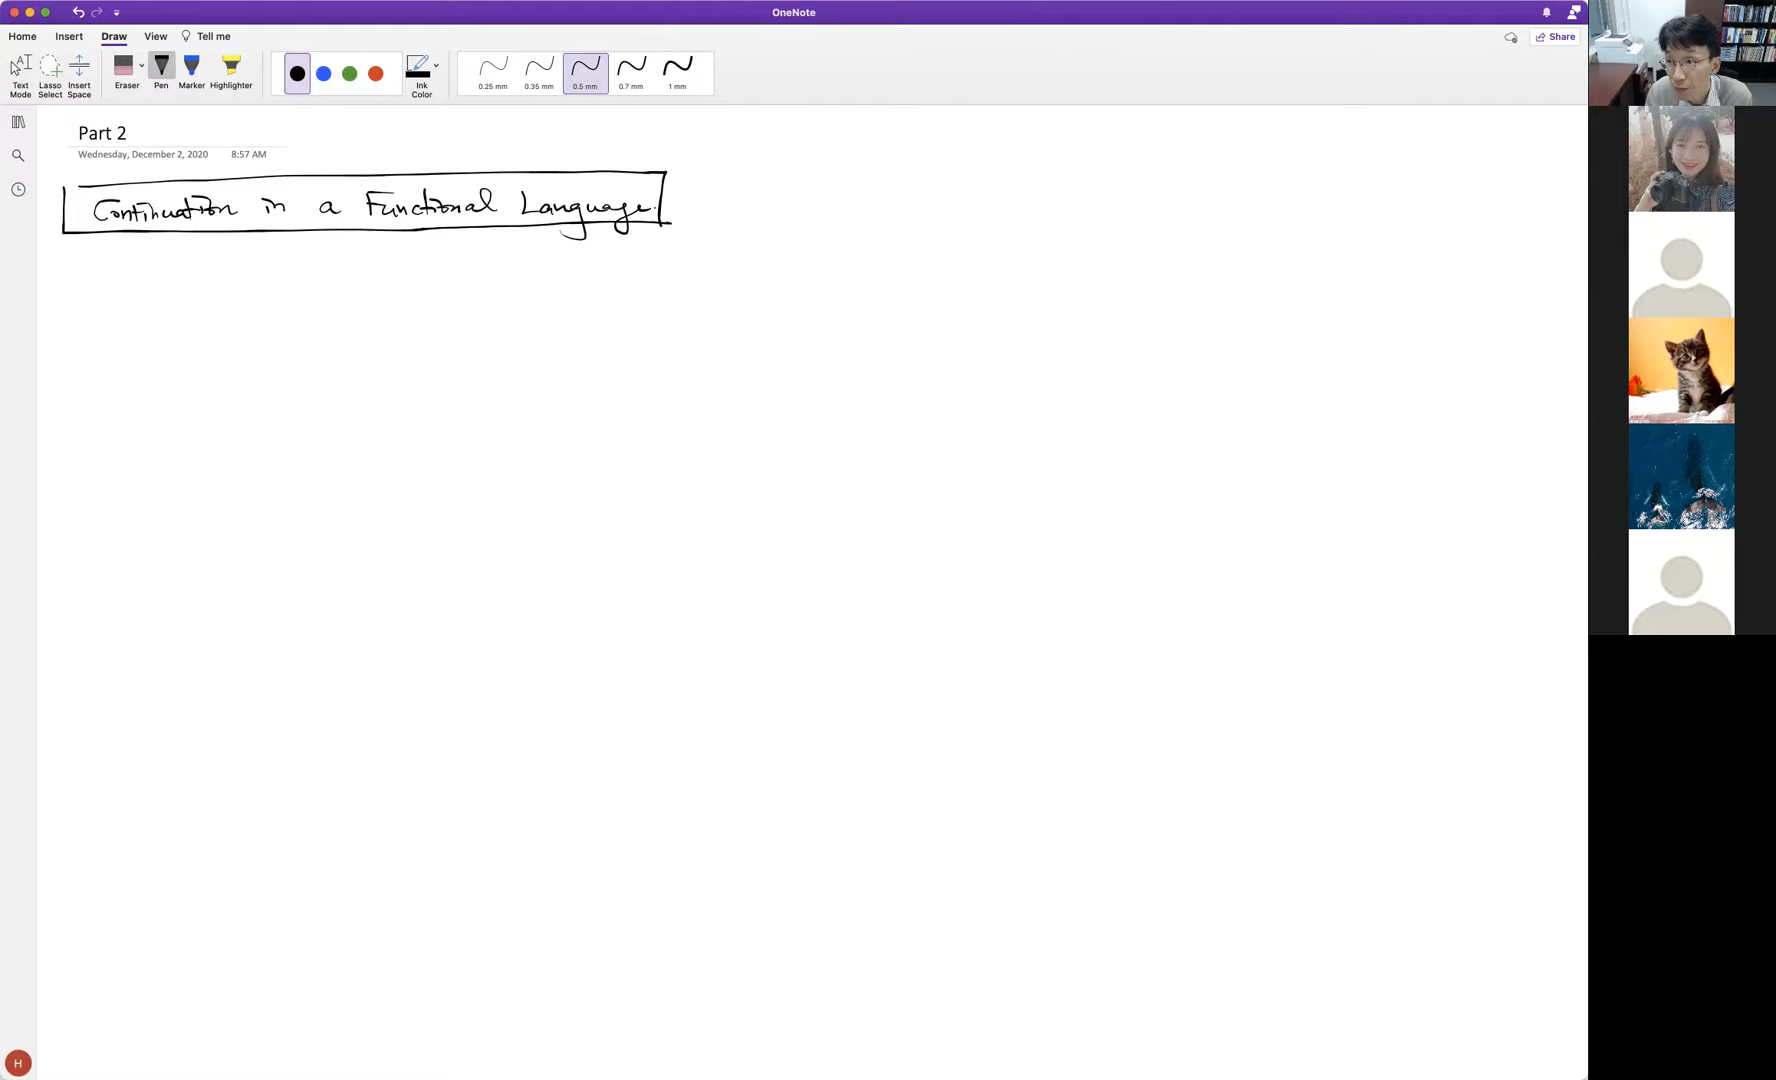 OneNote
Home Insert Draw View Tell me
Share
Text Mode
Lasso Select
Insert Space
Eraser
Pen
Marker
Highlighter
Ink Color
0.25 mm
0.35 mm
0.5 mm
0.7 mm
1 mm
Part 2
Wednesday, December 2, 2020 8:57 AM
Continuation in a Functional Language.
H